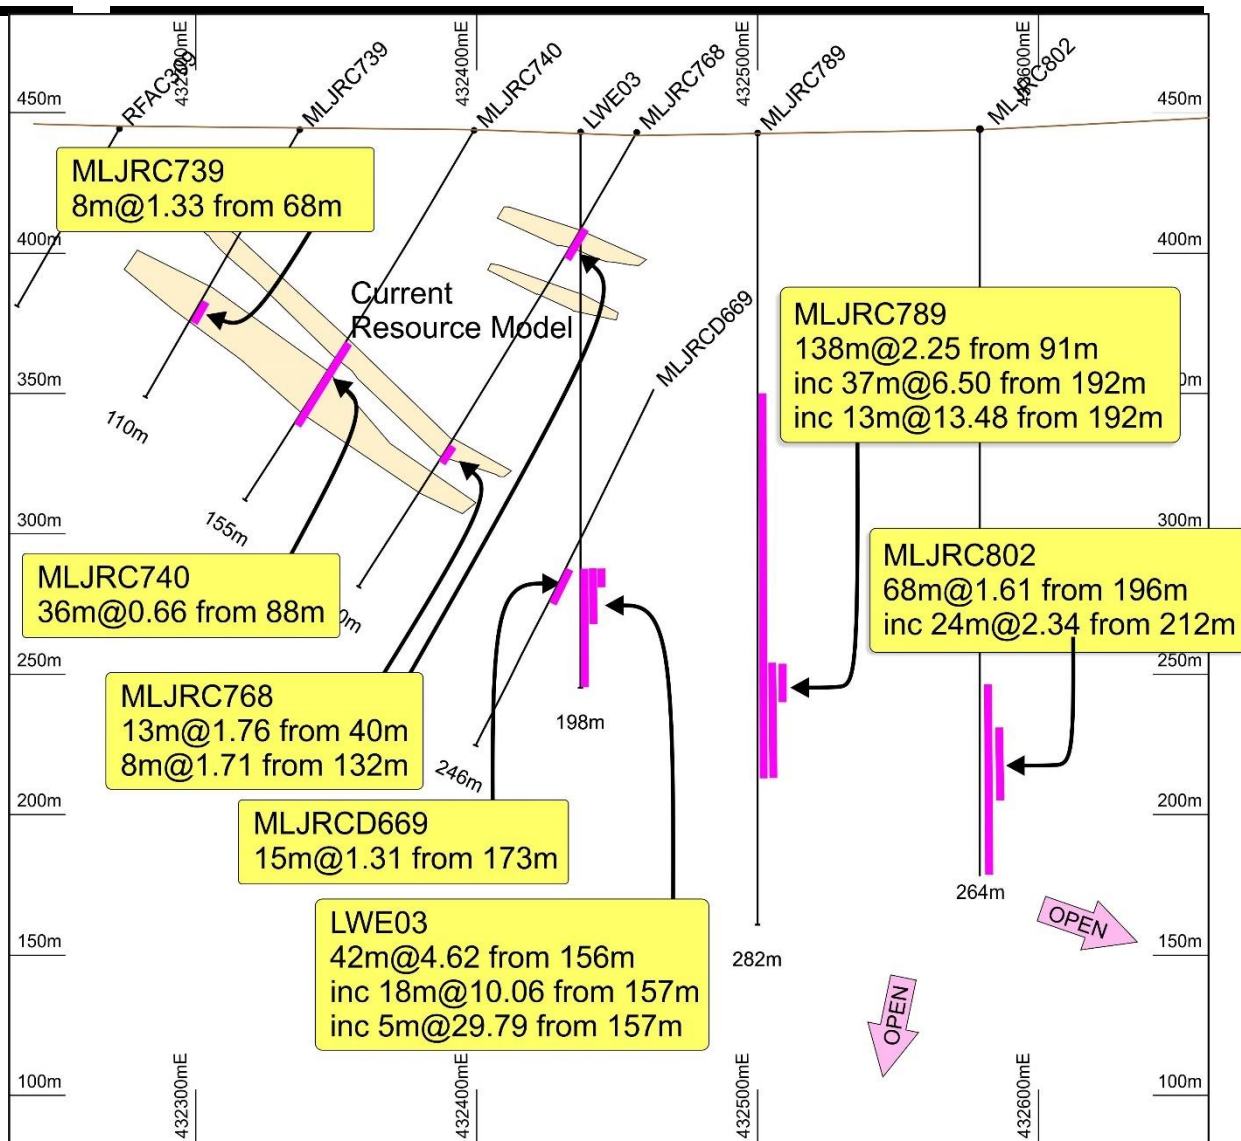 432300mE
432400mE
432500mE
432600mE
RFAC309
MLJRC739
MLJRC740
LWE03
MLJRC768
MLJRC789
MLJRC802
450m
450m
MLJRC739
8m@1.33 from 68m
400m
400m
Current
Resource Model
MLJRCD669
MLJRC789
138m@2.25 from 91m
inc 37m@6.50 from 192m
inc 13m@13.48 from 192m
350m
110m
155m
300m
300m
MLJRC740
36m@0.66 from 88m
MLJRC802
68m@1.61 from 196m
inc 24m@2.34 from 212m
250m
250m
MLJRC768
13m@1.76 from 40m
8m@1.71 from 132m
198m
246m
200m
200m
MLJRCD669
15m@1.31 from 173m
264m
LWE03
42m@4.62 from 156m
inc 18m@10.06 from 157m
inc 5m@29.79 from 157m
OPEN
150m
150m
282m
OPEN
100m
100m
432300mE
432400mE
432500mE
432600mE